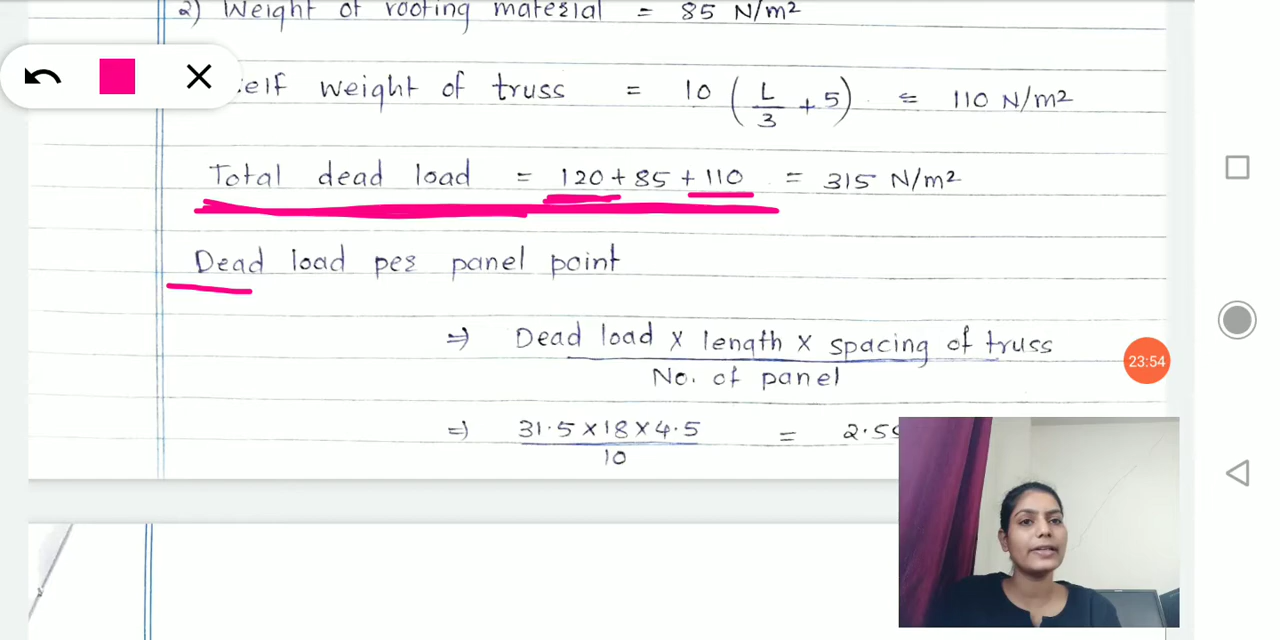 2) Weight of roofing material = 85 N/m²
self weight of truss = 10 ( L/3 + 5) = 110 N/m²
Total dead load = 120 + 85 + 110 = 315 N/m²
Dead load per panel point
⇒ Dead load x length x spacing of truss
No. of panel
23:54
⇒ 31.5 x 18 x 4.5 = 2.5
10